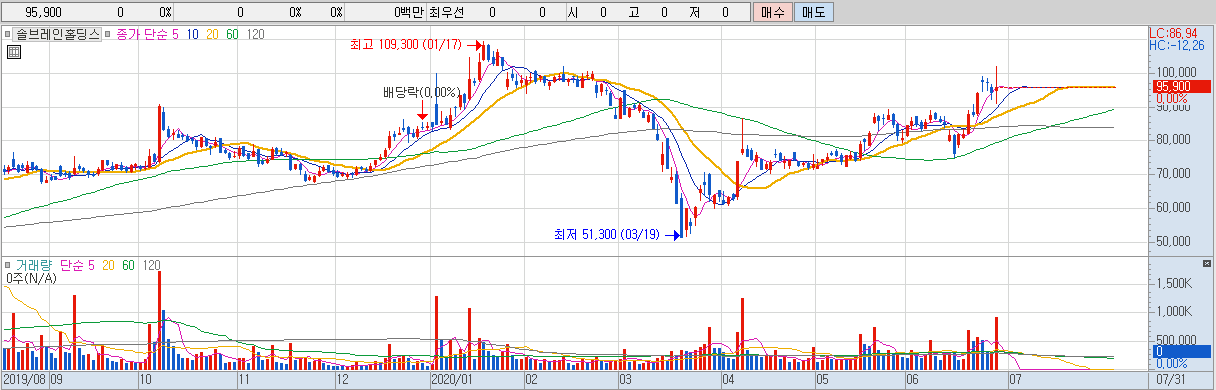 95,900 0 0% 0 0% 0% 0백만 최우선 0 0 시 0 고 0 저 0 매수 매도
솔브레인홀딩스 종가 단순 5 10 20 60 120
LC:86,94
HC:-12,26
최고 109,300 (01/17)
배당락(0,00%)
최저 51,300 (03/19)
100,000
95,900
0,00%
90,000
80,000
70,000
60,000
50,000
거래량 단순 5 20 60 120
0주(N/A)
1,500K
1,000K
500,000
0
0,00%
2019/08 09 10 11 12 2020/01 02 03 04 05 06 07 07/31